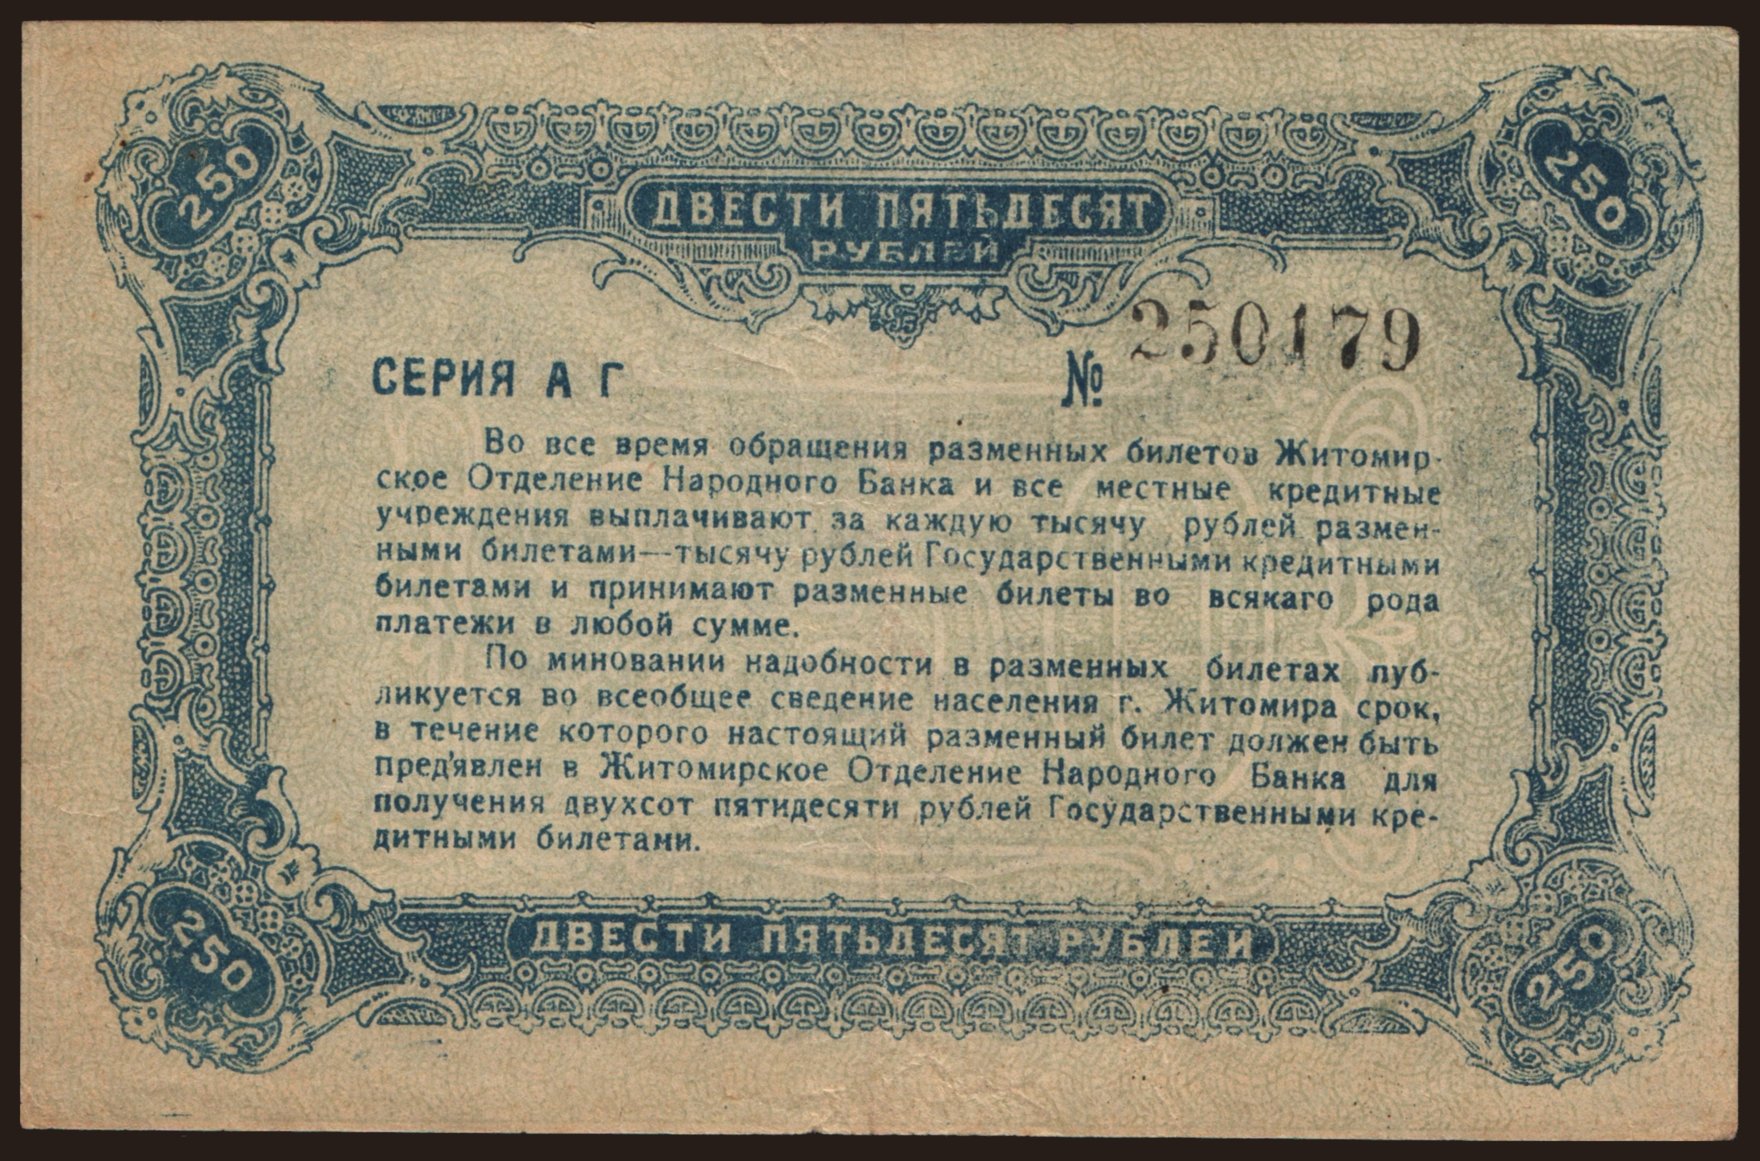 250
250
ДВЕСТИ ПЯТЬДЕСЯТ
РУБЛЕЙ
250179
СЕРИЯ А Г №
Во все время обращения разменных билетов Житомир-
ское Отделение Народного Банка и все местные кредитные
учреждения выплачивают за каждую тысячу рублей размен-
ными билетами—тысячу рублей Государственными кредитными
билетами и принимают разменные билеты во всякаго рода
платежи в любой сумме.
По миновании надобности в разменных билетах пуб-
ликуется во всеобщее сведение населения г. Житомира срок,
в течение которого настоящий разменный билет должен быть
пред'явлен в Житомирское Отделение Народного Банка для
получения двухсот пятидесяти рублей Государственными кре-
дитными билетами.
ДВЕСТИ ПЯТЬДЕСЯТ РУБЛЕЙ
250
250